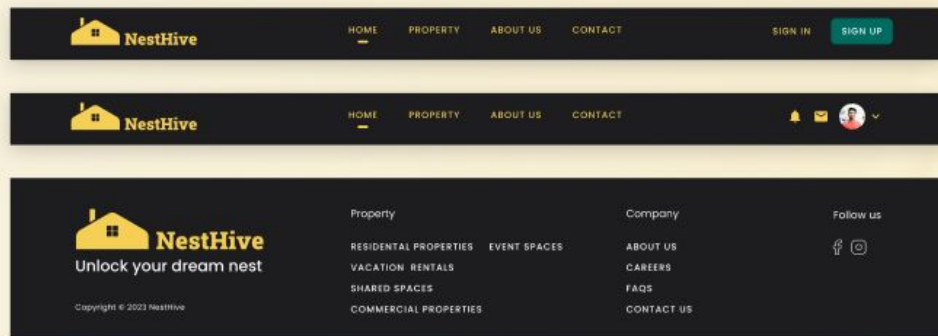 NestHive HOME PROPERTY ABOUT US CONTACT SIGN IN SIGN UP
NestHive HOME PROPERTY ABOUT US CONTACT
NestHive
Unlock your dream nest
Copyright © 2023 NestHive
Property
RESIDENTAL PROPERTIES EVENT SPACES
VACATION RENTALS
SHARED SPACES
COMMERCIAL PROPERTIES
Company
ABOUT US
CAREERS
FAQS
CONTACT US
Follow us